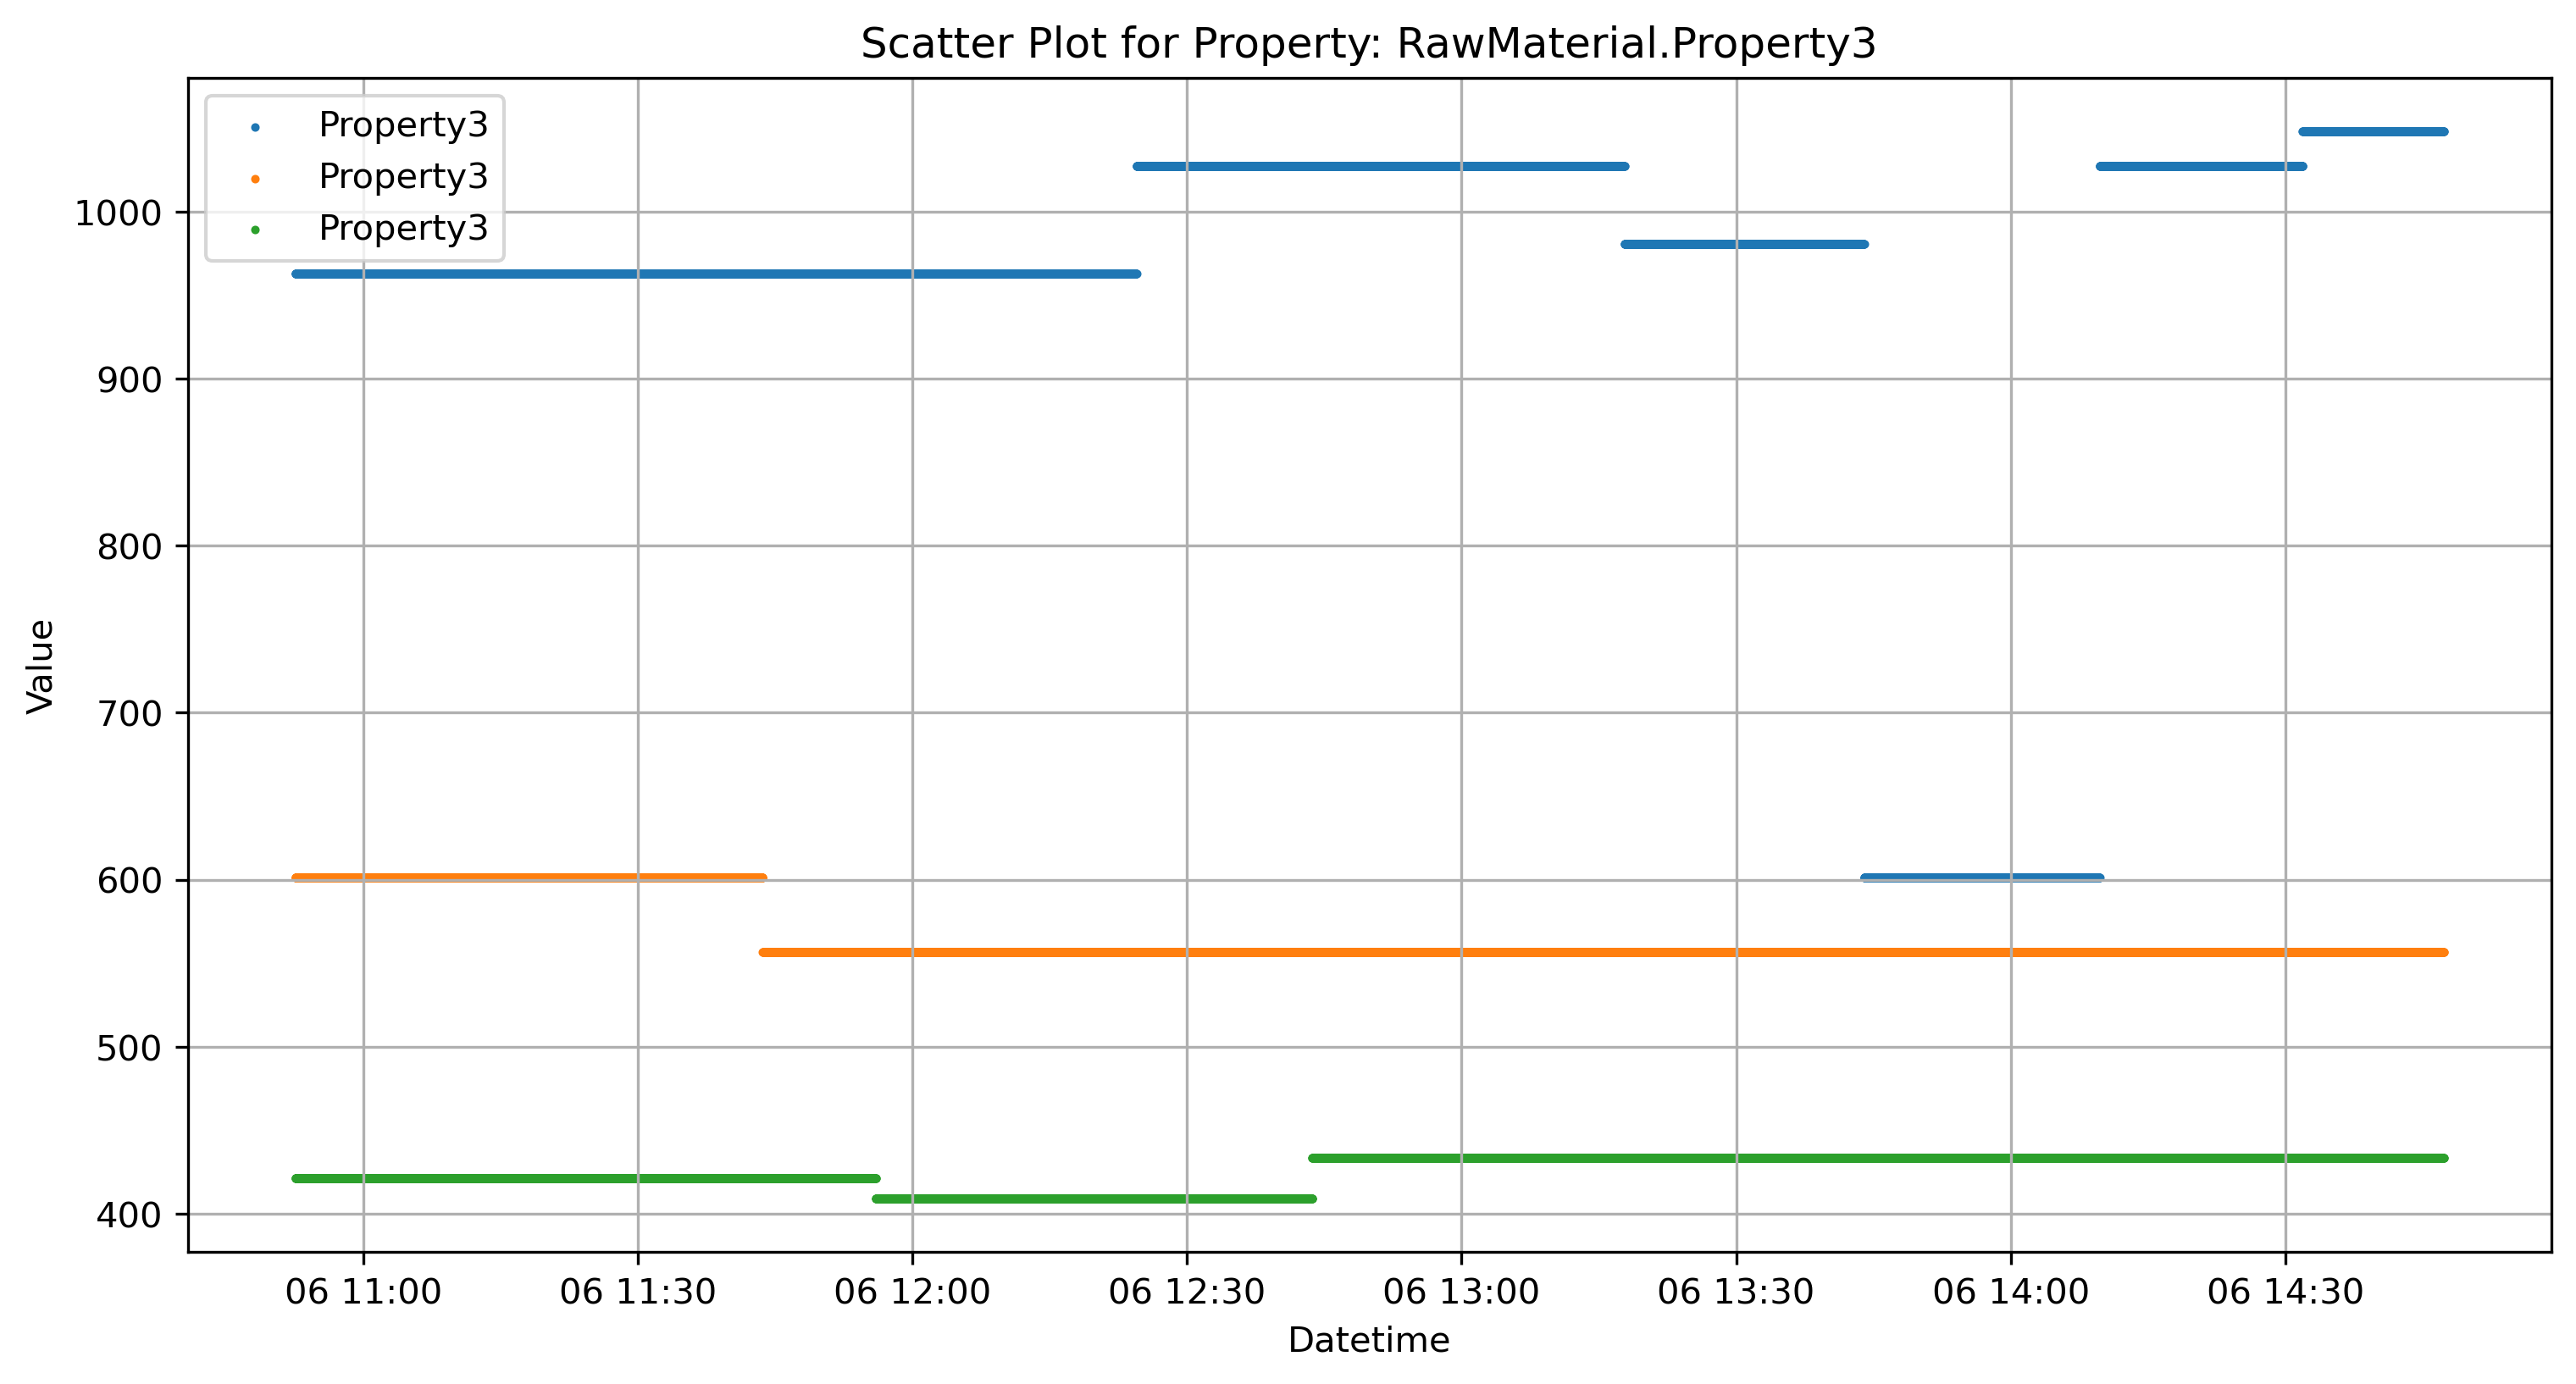 Scatter Plot for Property: RawMaterial.Property3
Property3
Property3
Property3
1000
900
800
700
600
500
400
Value
06 11:00 06 11:30 06 12:00 06 12:30 06 13:00 06 13:30 06 14:00 06 14:30
Datetime